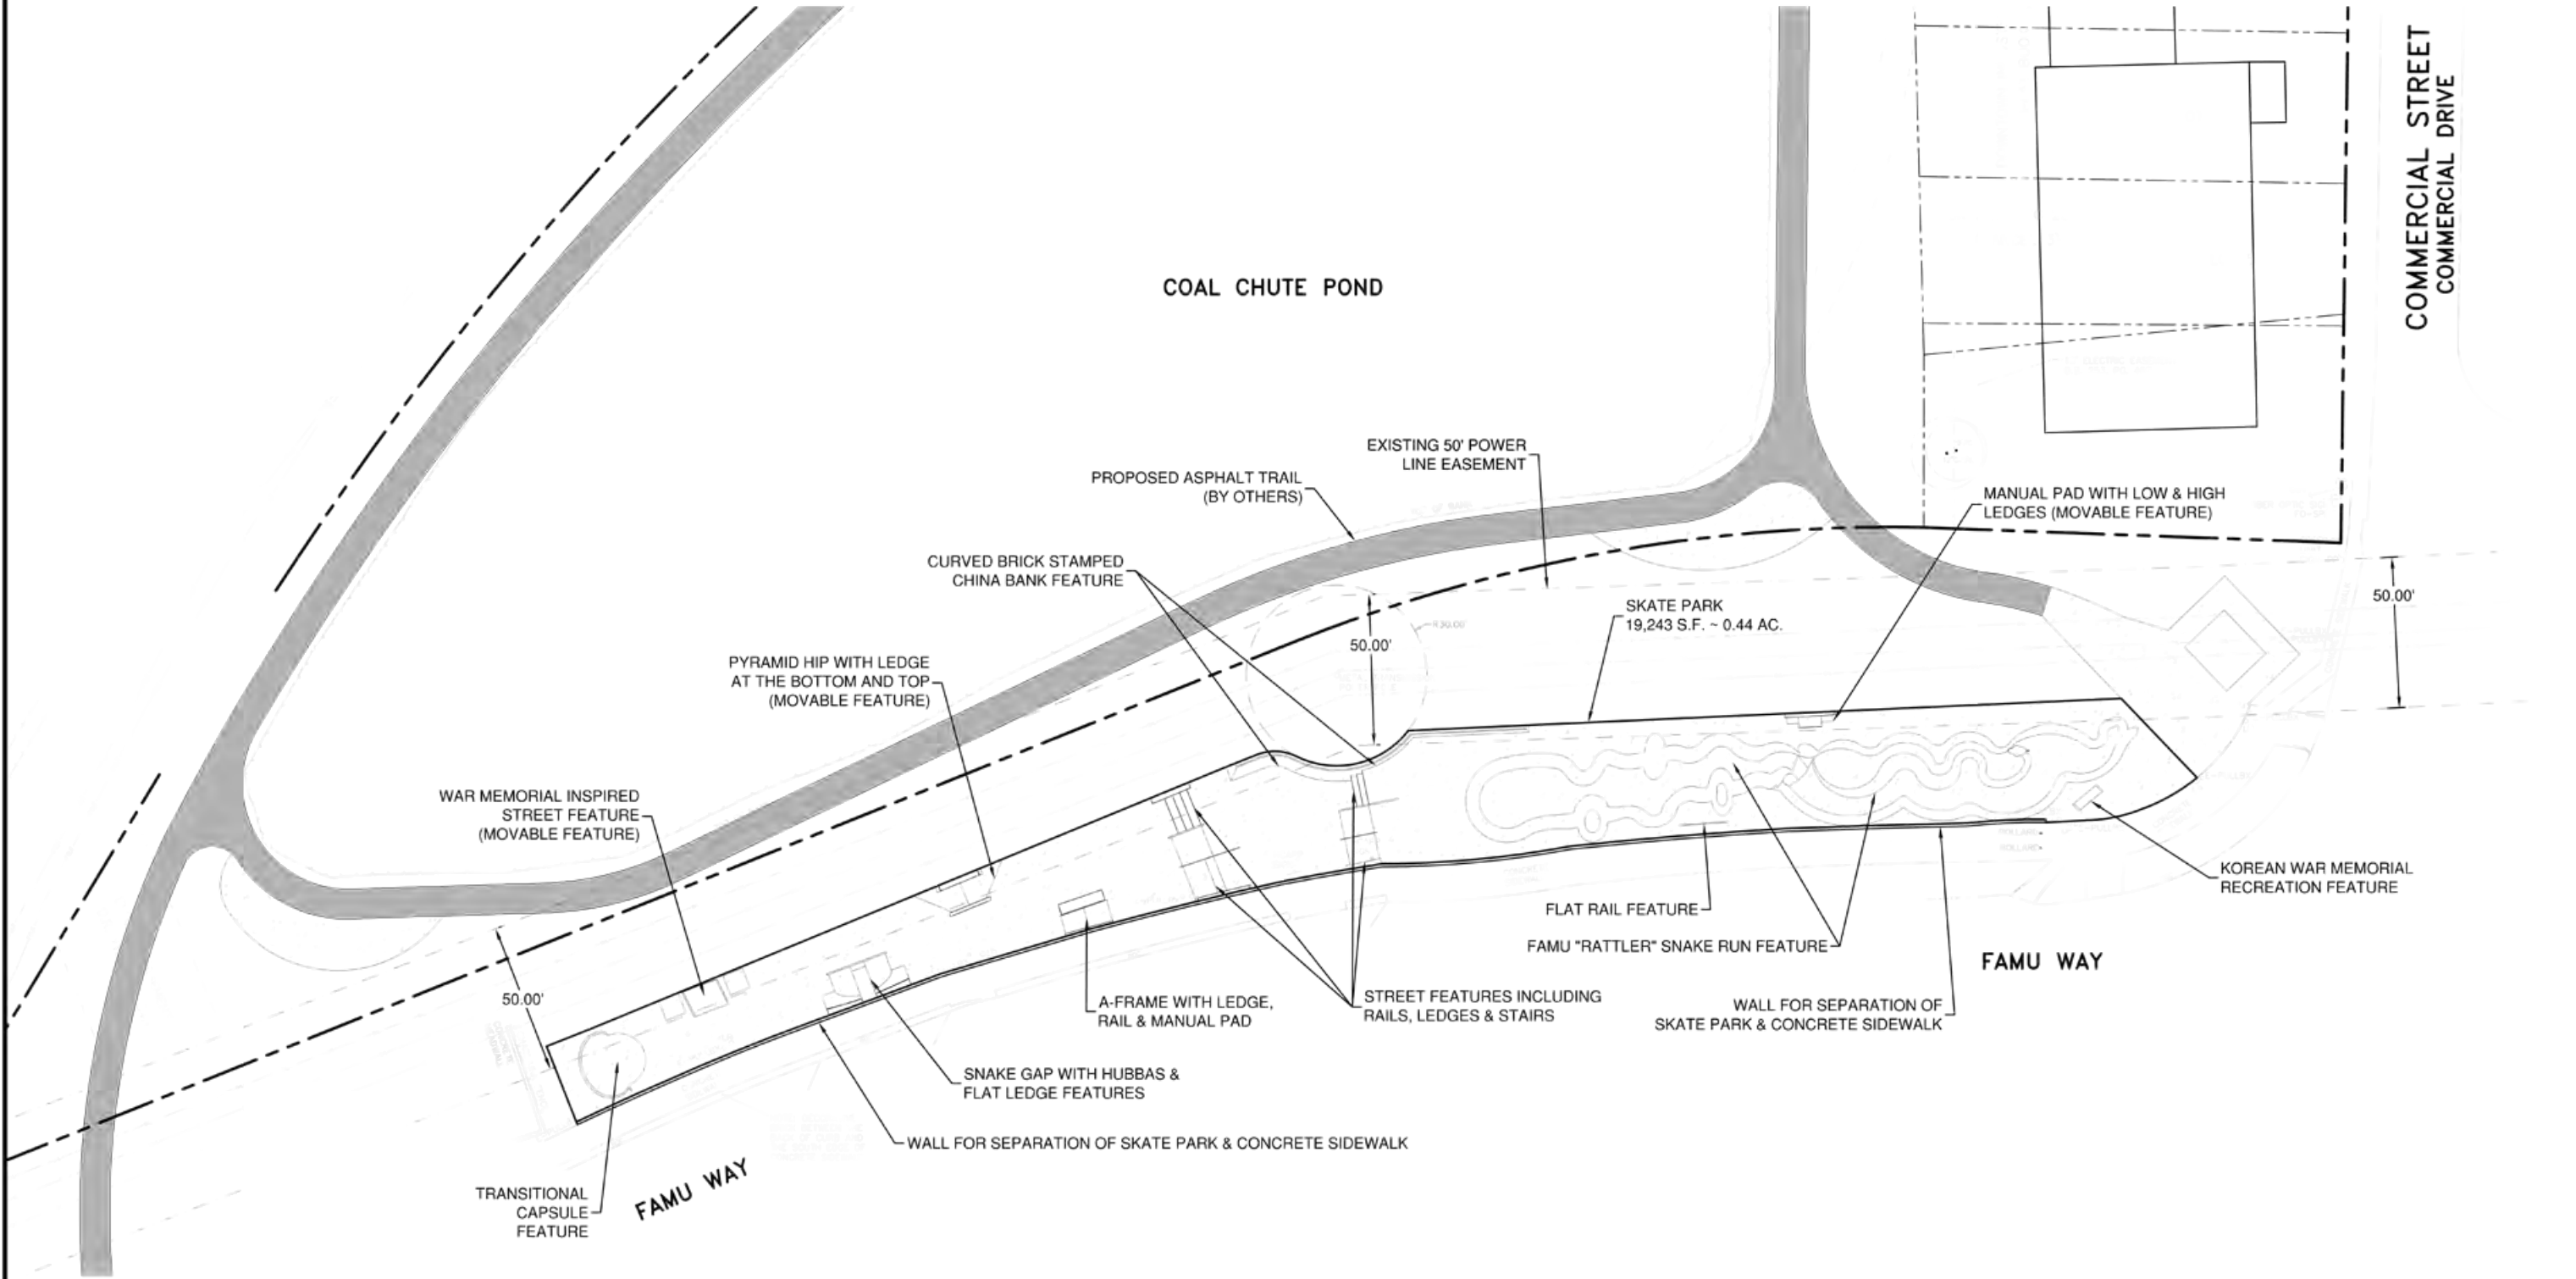 COMMERCIAL STREET
COMMERCIAL DRIVE
COAL CHUTE POND
EXISTING 50' POWER
LINE EASEMENT
PROPOSED ASPHALT TRAIL
(BY OTHERS)
MANUAL PAD WITH LOW & HIGH
LEDGES (MOVABLE FEATURE)
CURVED BRICK STAMPED
CHINA BANK FEATURE
50.00'
SKATE PARK
19,243 S.F. ~ 0.44 AC.
R30.00'
50.00'
PYRAMID HIP WITH LEDGE
AT THE BOTTOM AND TOP
(MOVABLE FEATURE)
WAR MEMORIAL INSPIRED
STREET FEATURE
(MOVABLE FEATURE)
KOREAN WAR MEMORIAL
RECREATION FEATURE
FLAT RAIL FEATURE
FAMU "RATTLER" SNAKE RUN FEATURE
FAMU WAY
50.00'
A-FRAME WITH LEDGE,
RAIL & MANUAL PAD
STREET FEATURES INCLUDING
RAILS, LEDGES & STAIRS
WALL FOR SEPARATION OF
SKATE PARK & CONCRETE SIDEWALK
SNAKE GAP WITH HUBBAS &
FLAT LEDGE FEATURES
WALL FOR SEPARATION OF SKATE PARK & CONCRETE SIDEWALK
FAMU WAY
TRANSITIONAL
CAPSULE
FEATURE